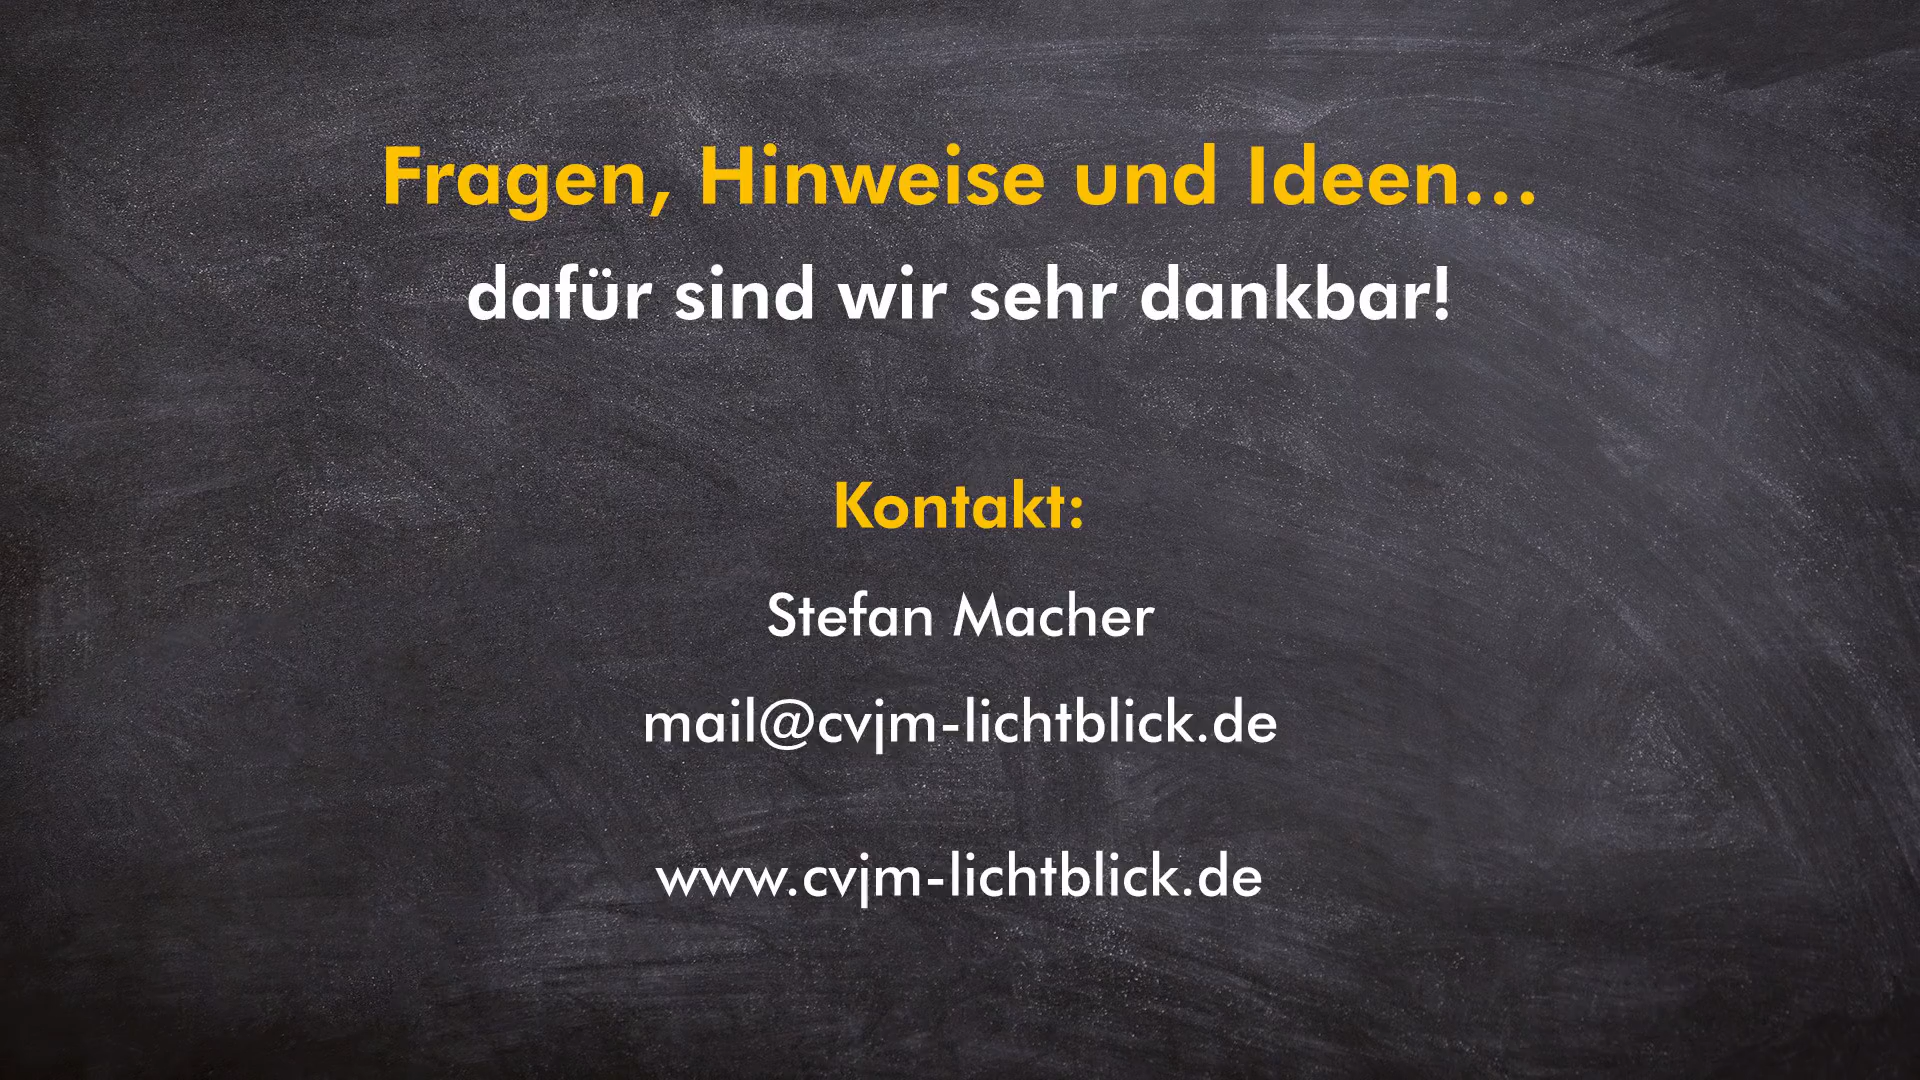 Fragen, Hinweise und Ideen...
dafür sind wir sehr dankbar!
Kontakt:
Stefan Macher
mail@cvjm-lichtblick.de
www.cvjm-lichtblick.de